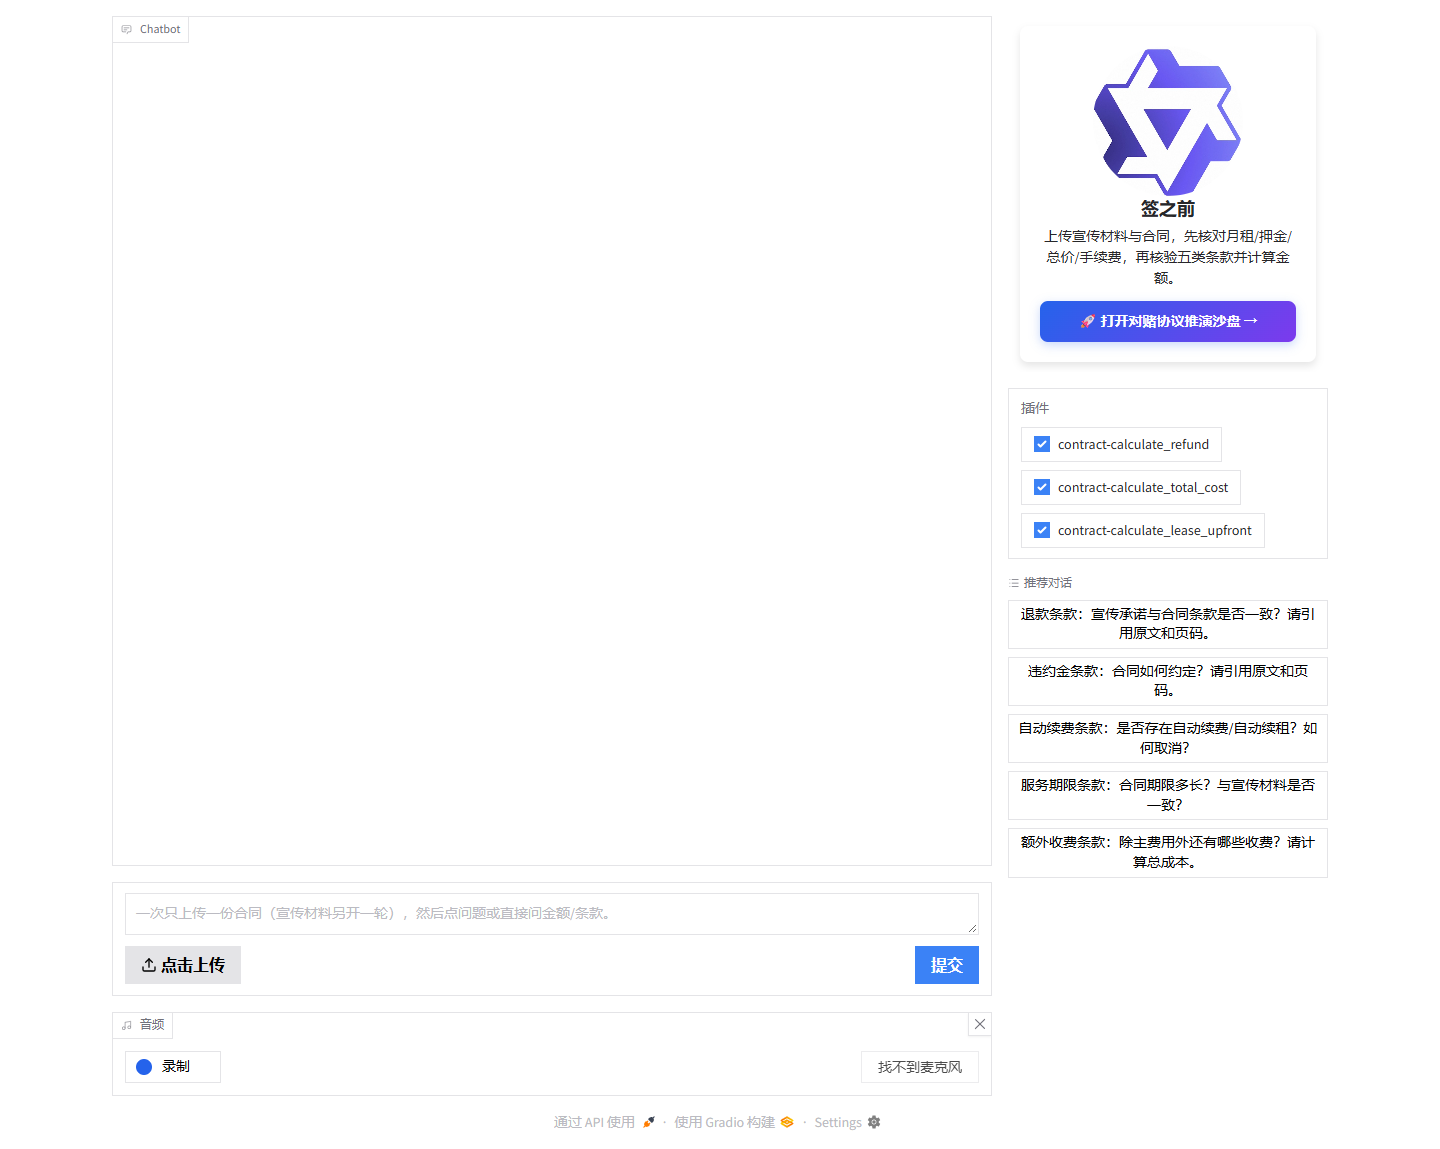 Chatbot
签之前
上传宣传材料与合同，先核对月租/押金/
总价/手续费，再核验五类条款并计算金
额。
🚀 打开对赌协议推演沙盘 →
插件
contract-calculate_refund
contract-calculate_total_cost
contract-calculate_lease_upfront
推荐对话
退款条款：宣传承诺与合同条款是否一致？请引
用原文和页码。
违约金条款：合同如何约定？请引用原文和页
码。
自动续费条款：是否存在自动续费/自动续租？如
何取消？
服务期限条款：合同期限多长？与宣传材料是否
一致？
额外收费条款：除主费用外还有哪些收费？请计
算总成本。
一次只上传一份合同（宣传材料另开一轮），然后点问题或直接问金额/条款。
点击上传
提交
音频
录制
找不到麦克风
通过 API 使用 🚀 · 使用 Gradio 构建 · Settings